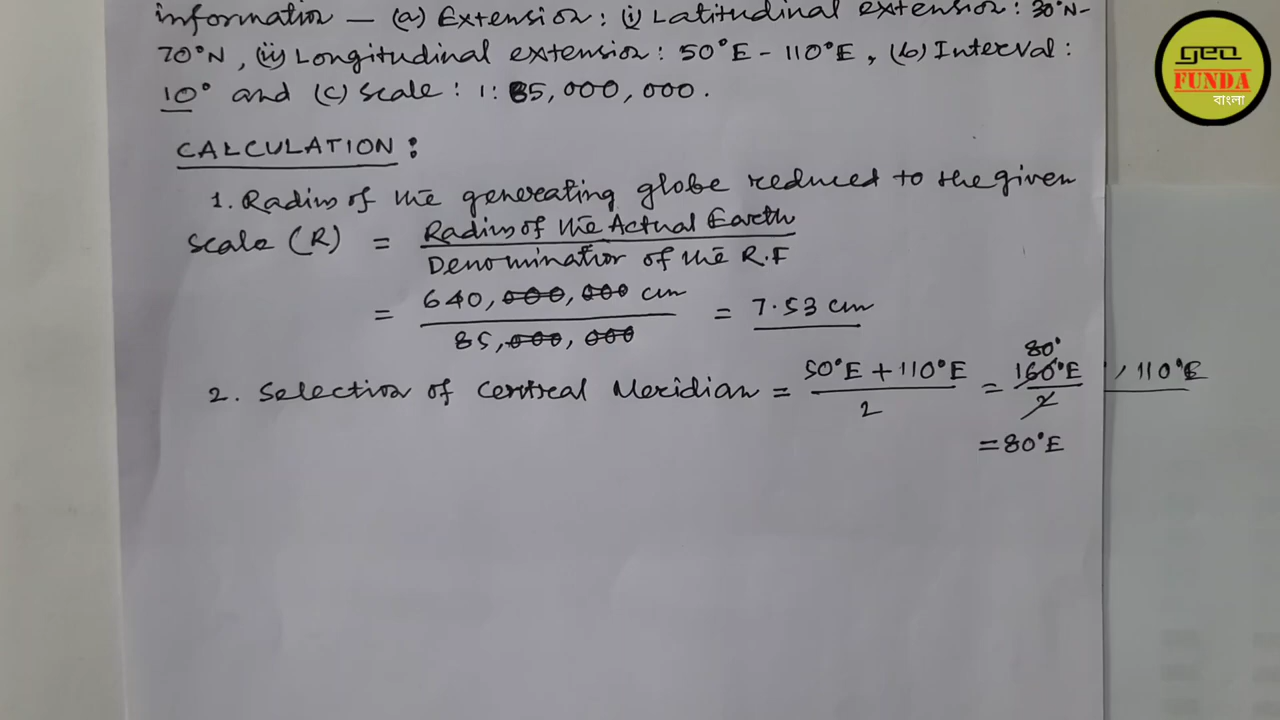 information — (a) Extension: (i) Latitudinal extension: 30°N-
70°N, (ii) Longitudinal extension: 50°E - 110°E, (b) Interval:
10° and (c) Scale: 1: 85,000,000.
GEO
FUNDA
বাংলা
CALCULATION:
1. Radius of the generating globe reduced to the given
Scale (R) = Radius of the Actual Earth / Denominator of the R.F
= 640,000,000 cm / 85,000,000 = 7.53 cm
2. Selection of Central Meridian = 50°E + 110°E / 2 = 80° 160°E / 2 , 110°E
= 80°E